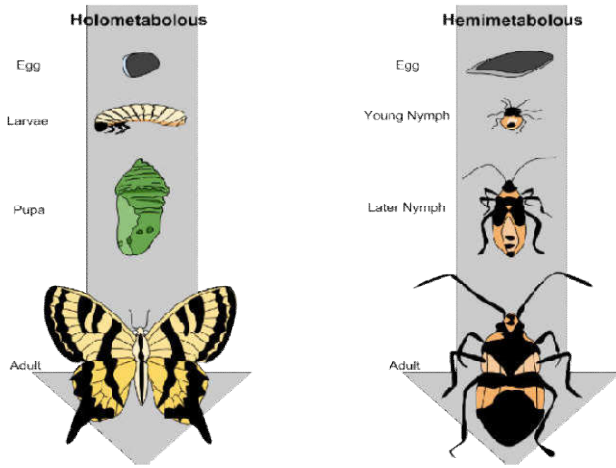 Holometabolous
Egg
Larvae
Pupa
Adult
Hemimetabolous
Egg
Young Nymph
Later Nymph
Adult